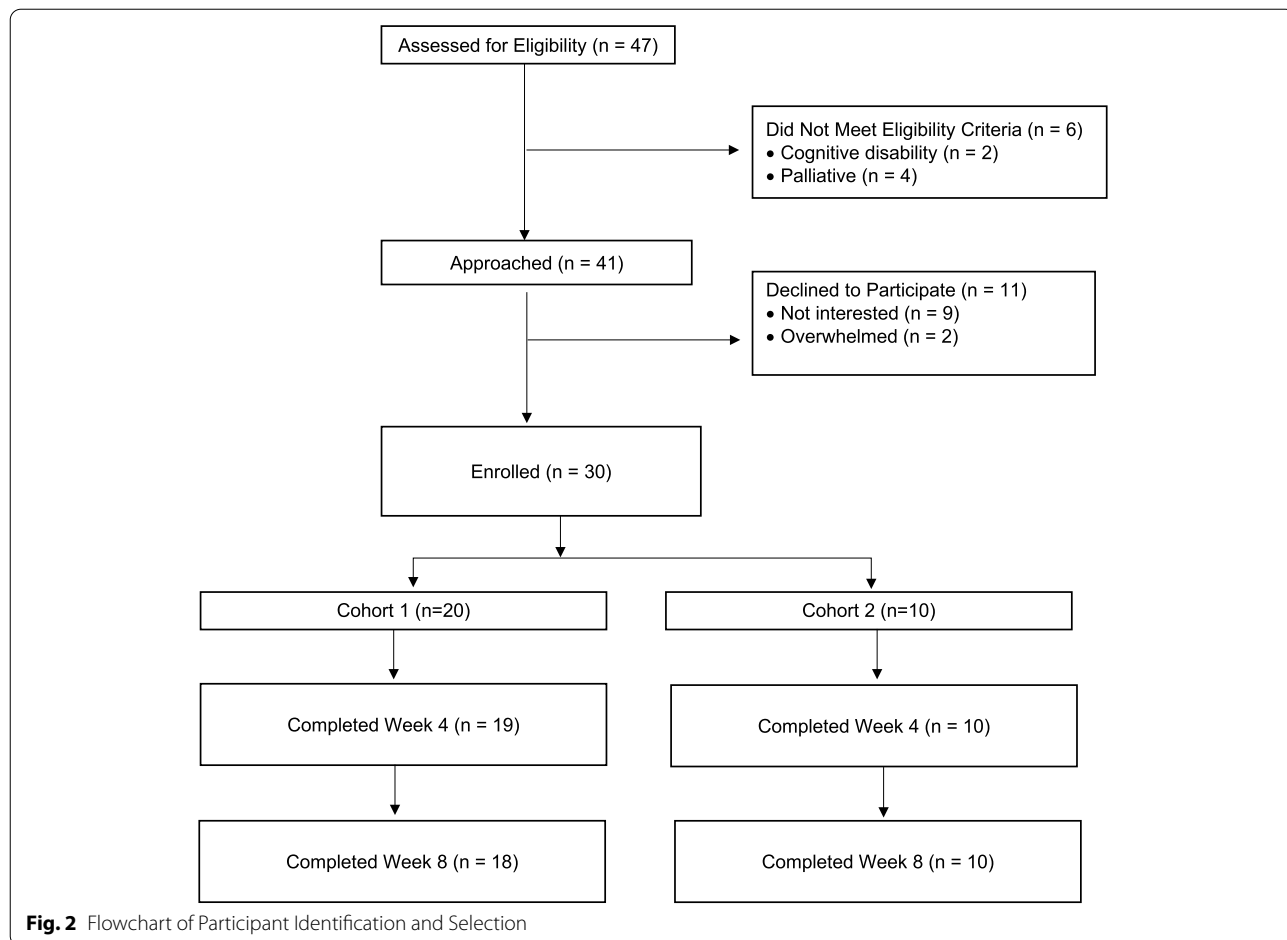 Assessed for Eligibility (n = 47)
Did Not Meet Eligibility Criteria (n = 6)
• Cognitive disability (n = 2)
• Palliative (n = 4)
Approached (n = 41)
Declined to Participate (n = 11)
• Not interested (n = 9)
• Overwhelmed (n = 2)
Enrolled (n = 30)
Cohort 1 (n=20)
Cohort 2 (n=10)
Completed Week 4 (n = 19)
Completed Week 4 (n = 10)
Completed Week 8 (n = 18)
Completed Week 8 (n = 10)
Fig. 2 Flowchart of Participant Identification and Selection